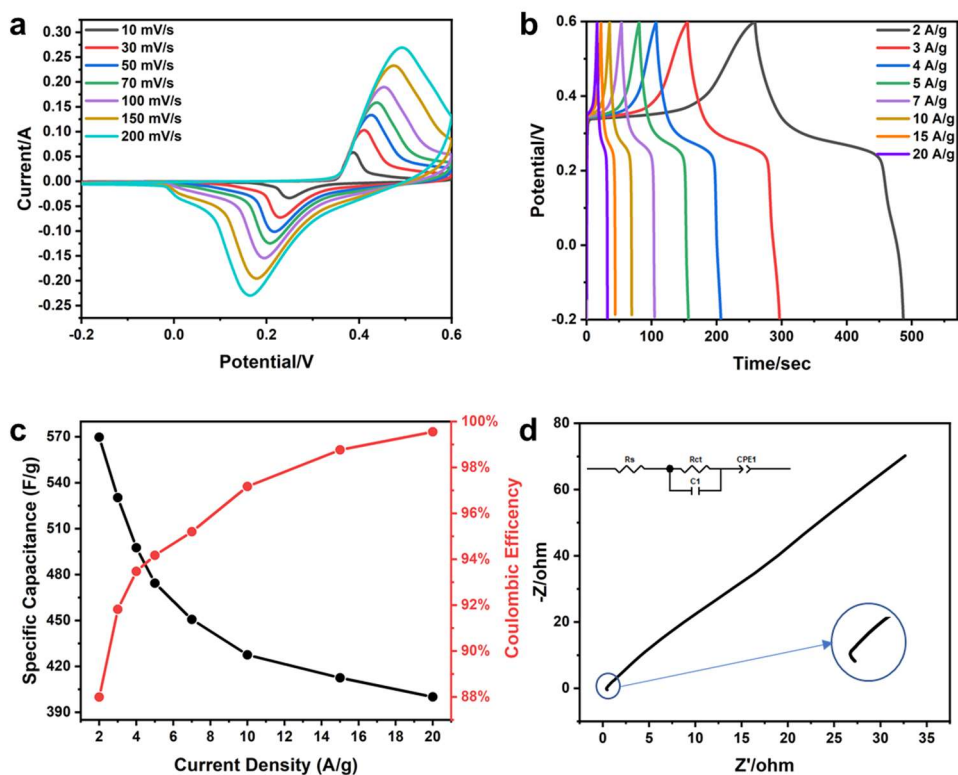 a
0.30
0.25
0.20
0.15
0.10
0.05
0.00
-0.05
-0.10
-0.15
-0.20
-0.25
Current/A
10 mV/s
30 mV/s
50 mV/s
70 mV/s
100 mV/s
150 mV/s
200 mV/s
-0.2
0.0
0.2
0.4
0.6
Potential/V
b
0.6
0.4
0.2
0.0
-0.2
Potential/V
2 A/g
3 A/g
4 A/g
5 A/g
7 A/g
10 A/g
15 A/g
20 A/g
0
100
200
300
400
500
Time/sec
c
570
540
510
480
450
420
390
Specific Capacitance (F/g)
100%
98%
96%
94%
92%
90%
88%
Coulombic Efficency
2
4
6
8
10
12
14
16
18
20
Current Density (A/g)
d
80
60
40
20
0
-Z/ohm
Rs
Rct
CPE1
C1
0
5
10
15
20
25
30
35
Z'/ohm